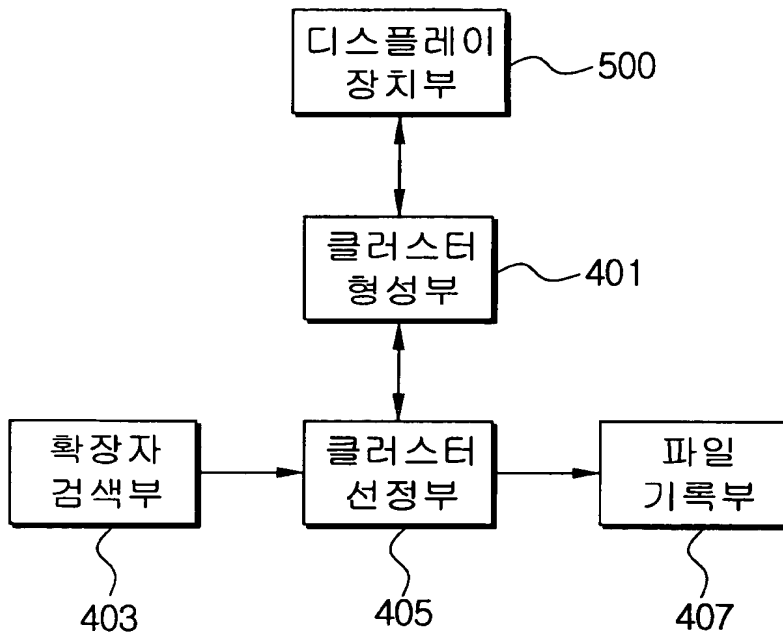 디스플레이
장치부
500
클러스터
형성부
401
확장자
검색부
클러스터
선정부
파일
기록부
403
405
407